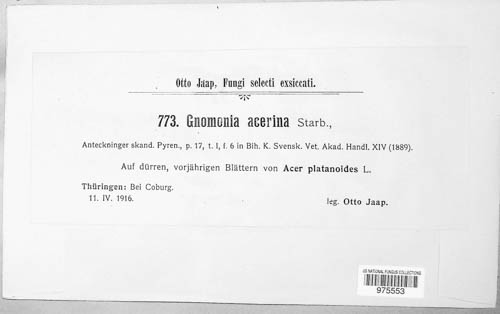 Otto Jaap, Fungi selecti exsiccati.
773. Gnomonia acerina Starb.,
Anteckninger skand. Pyren., p. 17, t. I, f. 6 in Bih. K. Svensk. Vet. Akad. Handl. XIV (1889).
Auf dürren, vorjährigen Blättern von Acer platanoides L.
Thüringen: Bei Coburg.
11. IV. 1916.
leg. Otto Jaap.
US NATIONAL FUNGUS COLLECTIONS
975553